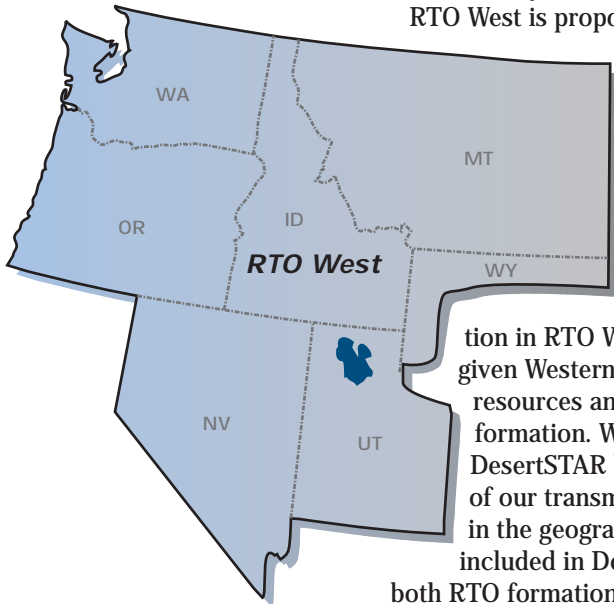 RTO West is propo
WA
MT
OR
ID
RTO West
WY
tion in RTO W
given Western
resources an
NV
formation. W
UT
DesertSTAR
of our transm
in the geogra
included in De
both RTO formation